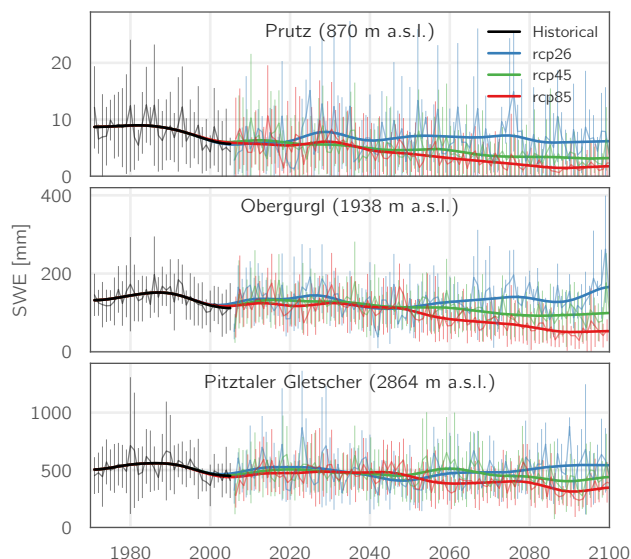 Prutz (870 m a.s.l.)
Historical
rcp26
rcp45
rcp85
20
10
0
Obergurgl (1938 m a.s.l.)
400
200
0
SWE [mm]
Pitztaler Gletscher (2864 m a.s.l.)
1000
500
0
1980 2000 2020 2040 2060 2080 2100